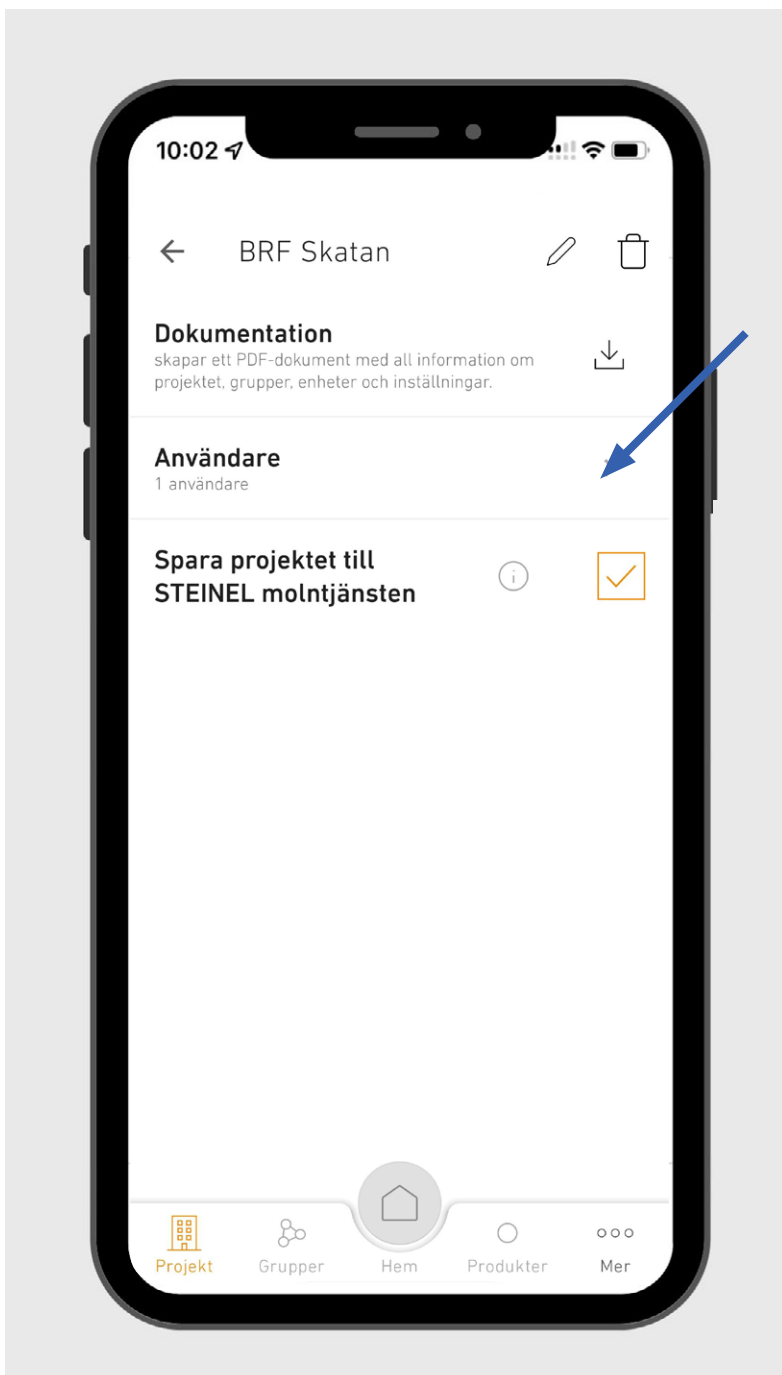 10:02
BRF Skatan
Dokumentation
skapar ett PDF-dokument med all information om
projektet, grupper, enheter och inställningar.
Användare
1 användare
Spara projektet till
STEINEL molntjänsten
Projekt
Grupper
Hem
Produkter
Mer